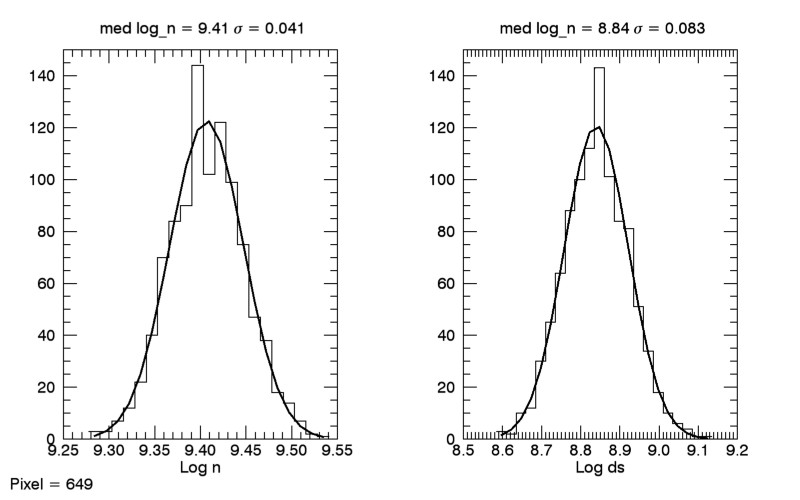 med log_n = 9.41 σ = 0.041
140
120
100
80
60
40
20
0
9.25 9.30 9.35 9.40 9.45 9.50 9.55
Log n
med log_n = 8.84 σ = 0.083
140
120
100
80
60
40
20
0
8.5 8.6 8.7 8.8 8.9 9.0 9.1 9.2
Log ds
Pixel = 649